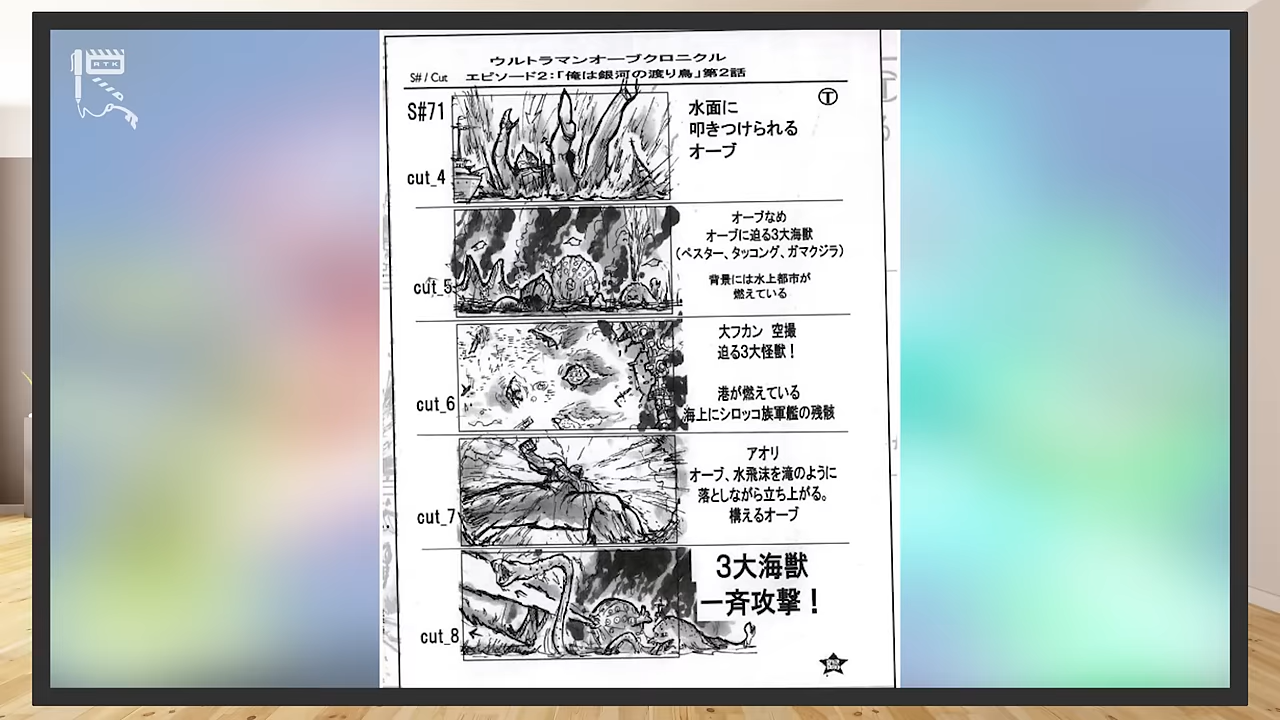 RTK
ウルトラマンオーブクロニクル
S# / Cut エピソード2:「俺は銀河の渡り鳥」第2話
S#71
T
水面に
叩きつけられる
オーブ
cut_4
オーブなめ
オーブに迫る3大海獣
(ペスター、タッコング、ガマクジラ)
cut_5
背景には水上都市が
燃えている
大フカン 空撮
迫る3大怪獣!
cut_6
港が燃えている
海上にシロッコ族軍艦の残骸
アオリ
オーブ、水飛沫を滝のように
落としながら立ち上がる。
構えるオーブ
cut_7
3大海獣
一斉攻撃!
cut_8